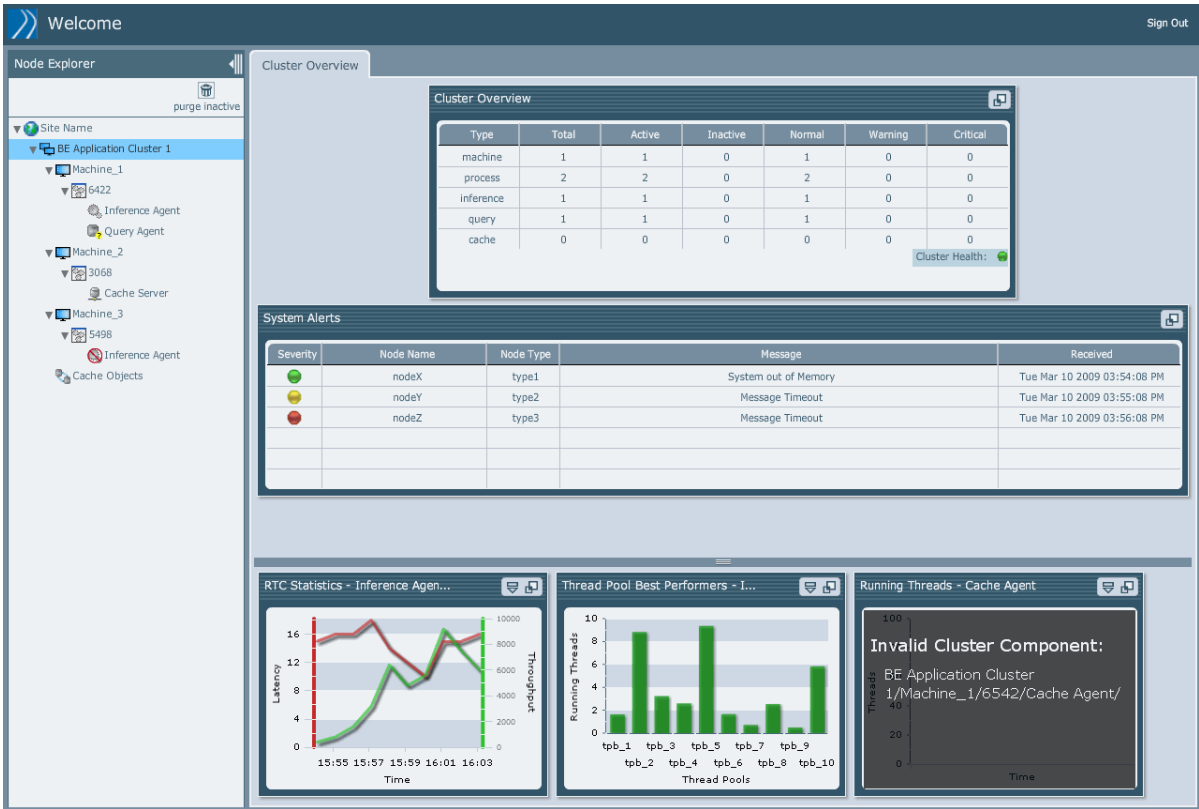 Welcome
Sign Out
Node Explorer
purge inactive
Site Name
BE Application Cluster 1
Machine_1
6422
Inference Agent
Query Agent
Machine_2
3068
Cache Server
Machine_3
5498
Inference Agent
Cache Objects
Cluster Overview
Cluster Overview
Type Total Active Inactive Normal Warning Critical
machine 1 1 0 1 0 0
process 2 2 0 2 0 0
inference 1 1 0 1 0 0
query 1 1 0 1 0 0
cache 0 0 0 0 0 0
Cluster Health:
System Alerts
Severity Node Name Node Type Message Received
nodeX type1 System out of Memory Tue Mar 10 2009 03:54:08 PM
nodeY type2 Message Timeout Tue Mar 10 2009 03:55:08 PM
nodeZ type3 Message Timeout Tue Mar 10 2009 03:56:08 PM
RTC Statistics - Inference Agen...
16
12
8
4
0
Latency
10000
8000
6000
4000
2000
0
Throughput
15:55 15:57 15:59 16:01 16:03
Time
Thread Pool Best Performers - I...
10
8
6
4
2
0
Running Threads
tpb_1 tpb_3 tpb_5 tpb_7 tpb_9
tpb_2 tpb_4 tpb_6 tpb_8 tpb_10
Thread Pools
Running Threads - Cache Agent
100
Invalid Cluster Component:
BE Application Cluster
1/Machine_1/6542/Cache Agent/
Threads
40
20
0
Time